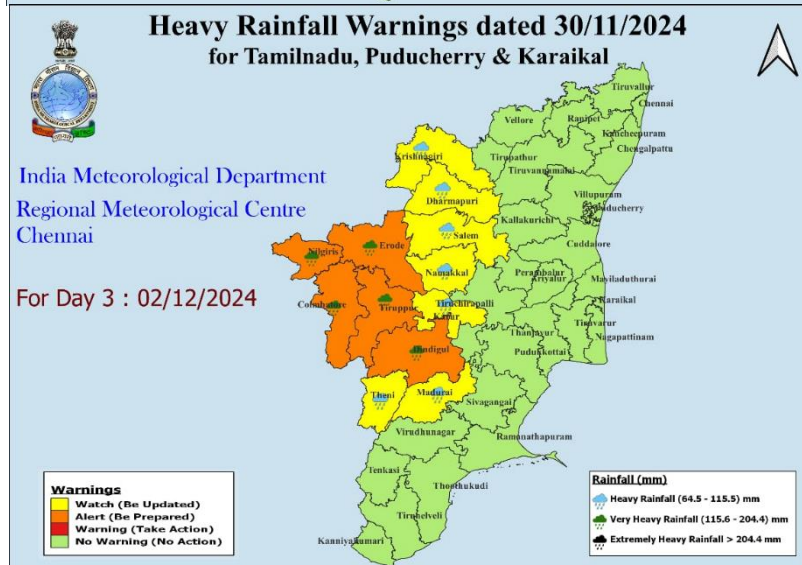 Heavy Rainfall Warnings dated 30/11/2024
for Tamilnadu, Puducherry & Karaikal
India Meteorological Department
Regional Meteorological Centre
Chennai
For Day 3 : 02/12/2024
Tiruvallur
Chennai
Vellore
Ranipet
Kancheepuram
Chengalpattu
Krishnagiri
Tirupathur
Tiruvannamalai
Dharmapuri
Villupuram
Puducherry
Kallakurichi
Salem
Cuddalore
Nilgiris
Erode
Namakkal
Perambalur
Ariyalur
Mayiladuthurai
Coimbatore
Tiruppur
Tiruchirapalli
Karur
Karaikal
Thanjavur
Tiruvarur
Nagapattinam
Dindigul
Pudukkottai
Theni
Madurai
Sivagangai
Virudhunagar
Ramanathapuram
Tenkasi
Thoothukudi
Tirunelveli
Kanniyakumari
Warnings
Watch (Be Updated)
Alert (Be Prepared)
Warning (Take Action)
No Warning (No Action)
Rainfall (mm)
Heavy Rainfall (64.5 - 115.5) mm
Very Heavy Rainfall (115.6 - 204.4) mm
Extremely Heavy Rainfall > 204.4 mm